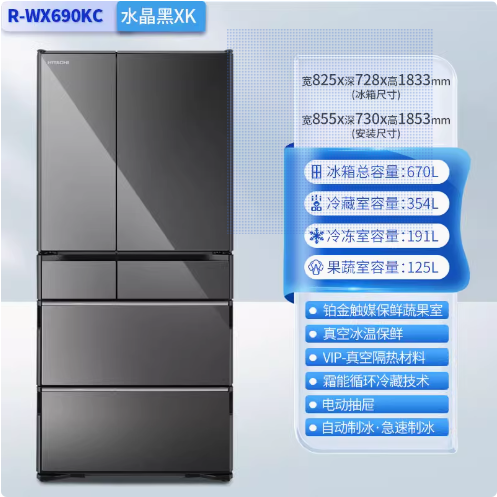 R-WX690KC 水晶黑XK
HITACHI
宽825x深728x高1833mm
(冰箱尺寸)
宽855x深730x高1853mm
(安装尺寸)
冰箱总容量：670L
冷藏室容量：354L
冷冻室容量：191L
果蔬室容量：125L
铂金触媒保鲜蔬果室
真空冰温保鲜
VIP-真空隔热材料
霜能循环冷藏技术
电动抽屉
自动制冰·急速制冰